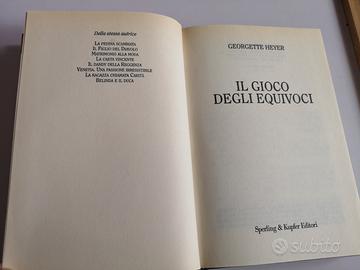 Della stessa autrice
LA PEDINA SCAMBIATA
IL FIGLIO DEL DEMONIO
MATRIMONIO ALLA MODA
LA CARTA VINCENTE
IL DANDY DELLA REGGENZA
VENETIA. UNA PASSIONE IRRESISTIBILE
LA RAGAZZA CHIAMATA CARITÀ
BELINDA E IL DUCA
GEORGETTE HEYER
IL GIOCO
DEGLI EQUIVOCI
Sperling & Kupfer Editori
subito